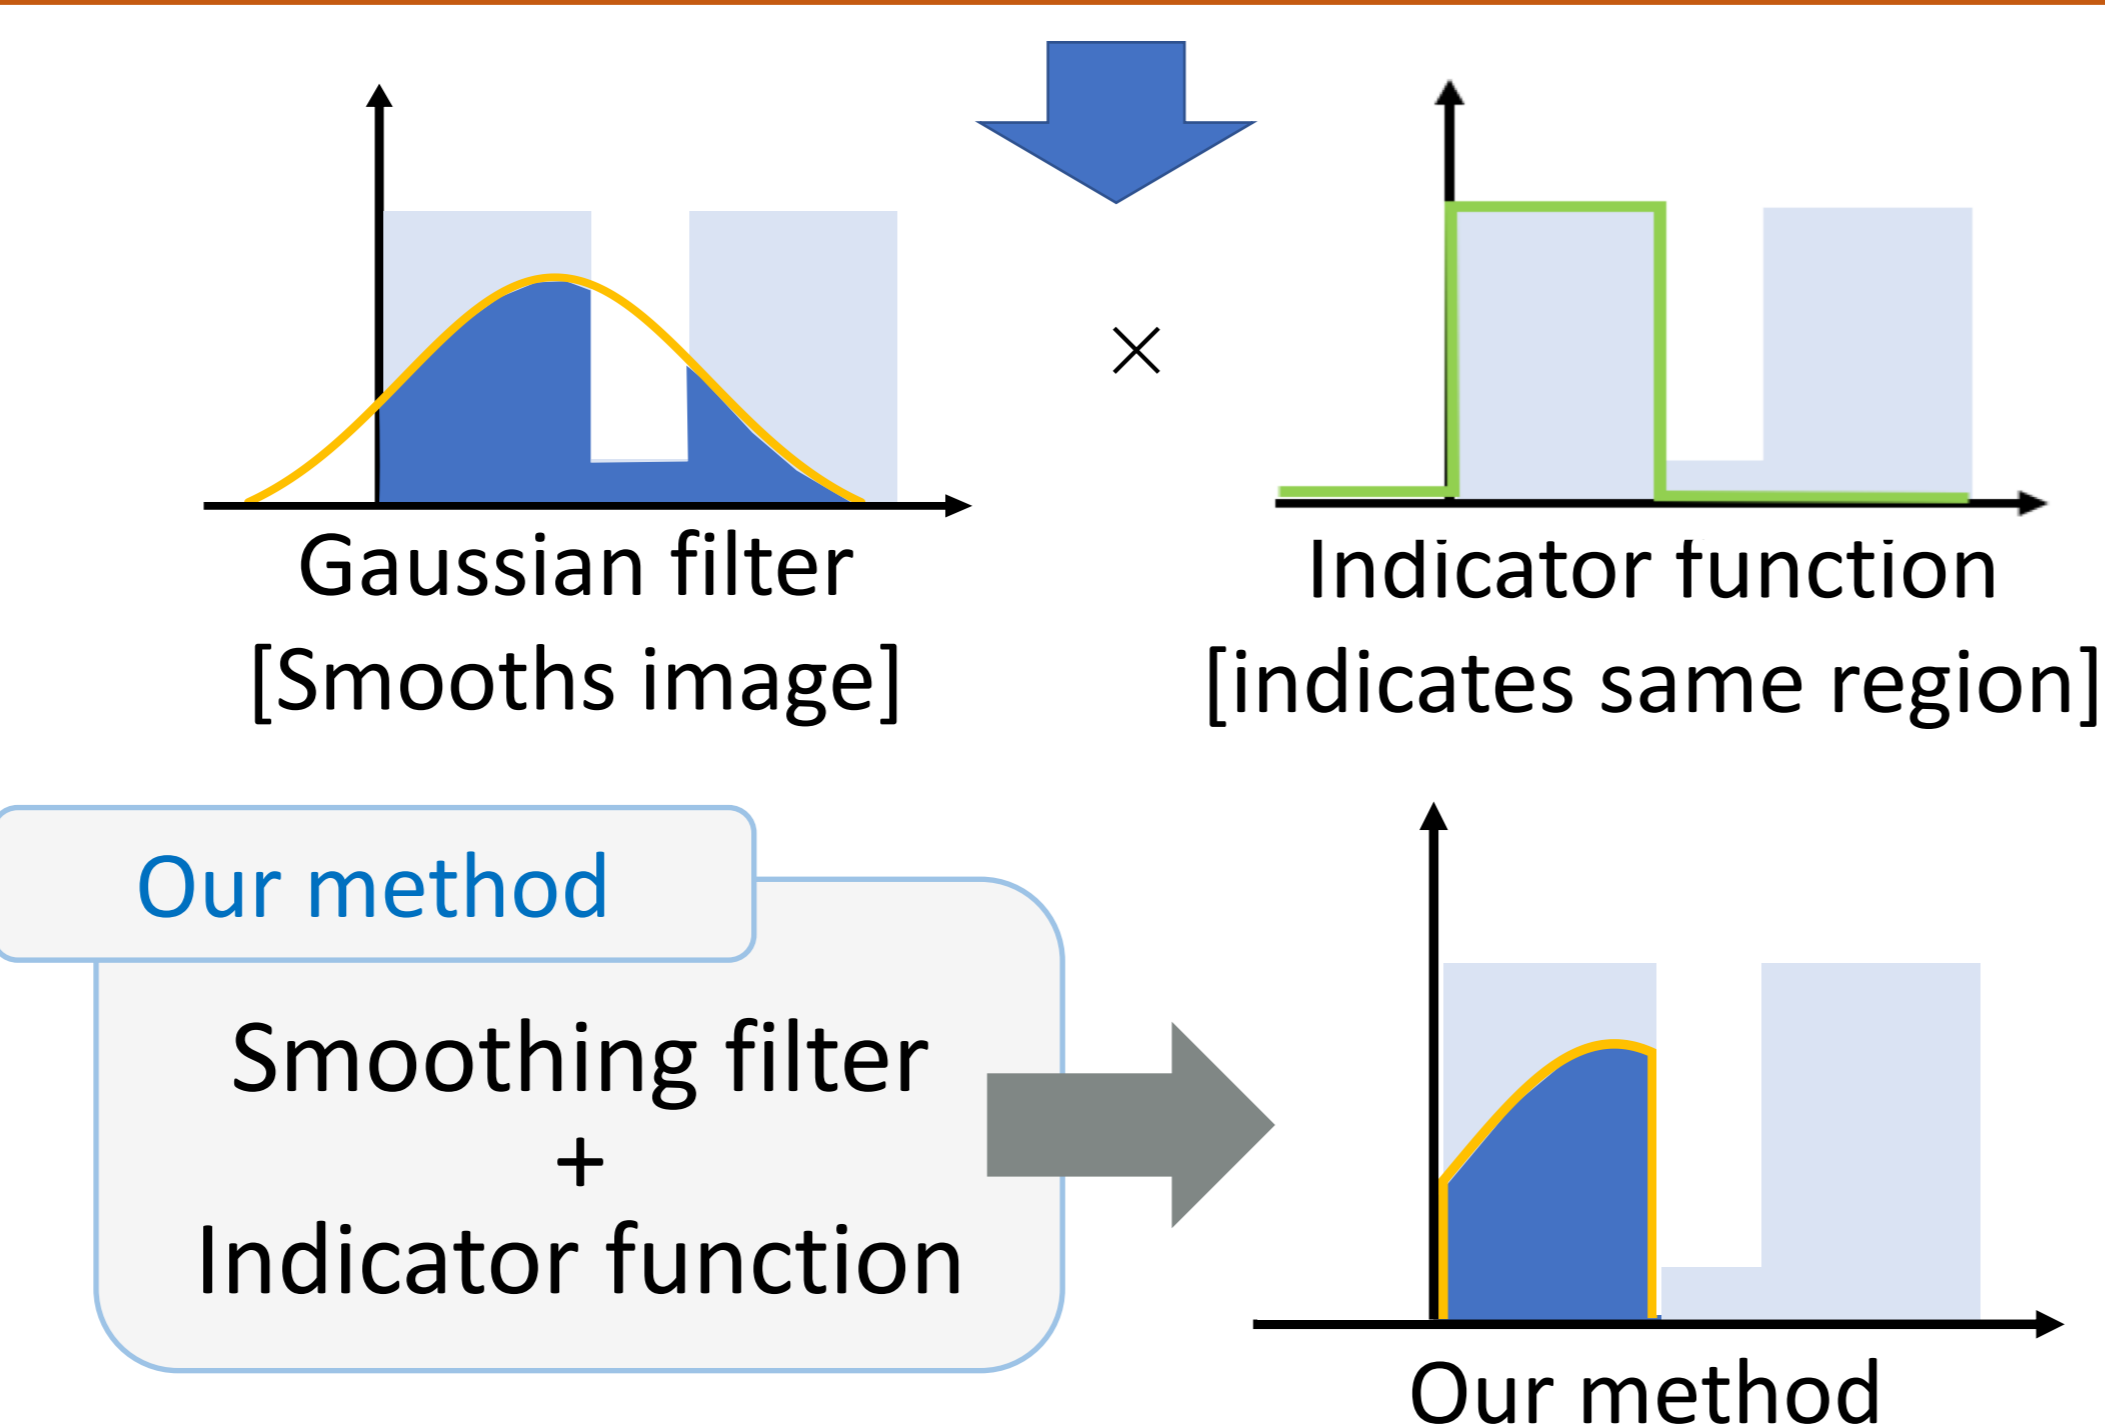 ×
Gaussian filter
[Smooths image]
Indicator function
[indicates same region]
Our method
Smoothing filter
+
Indicator function
Our method